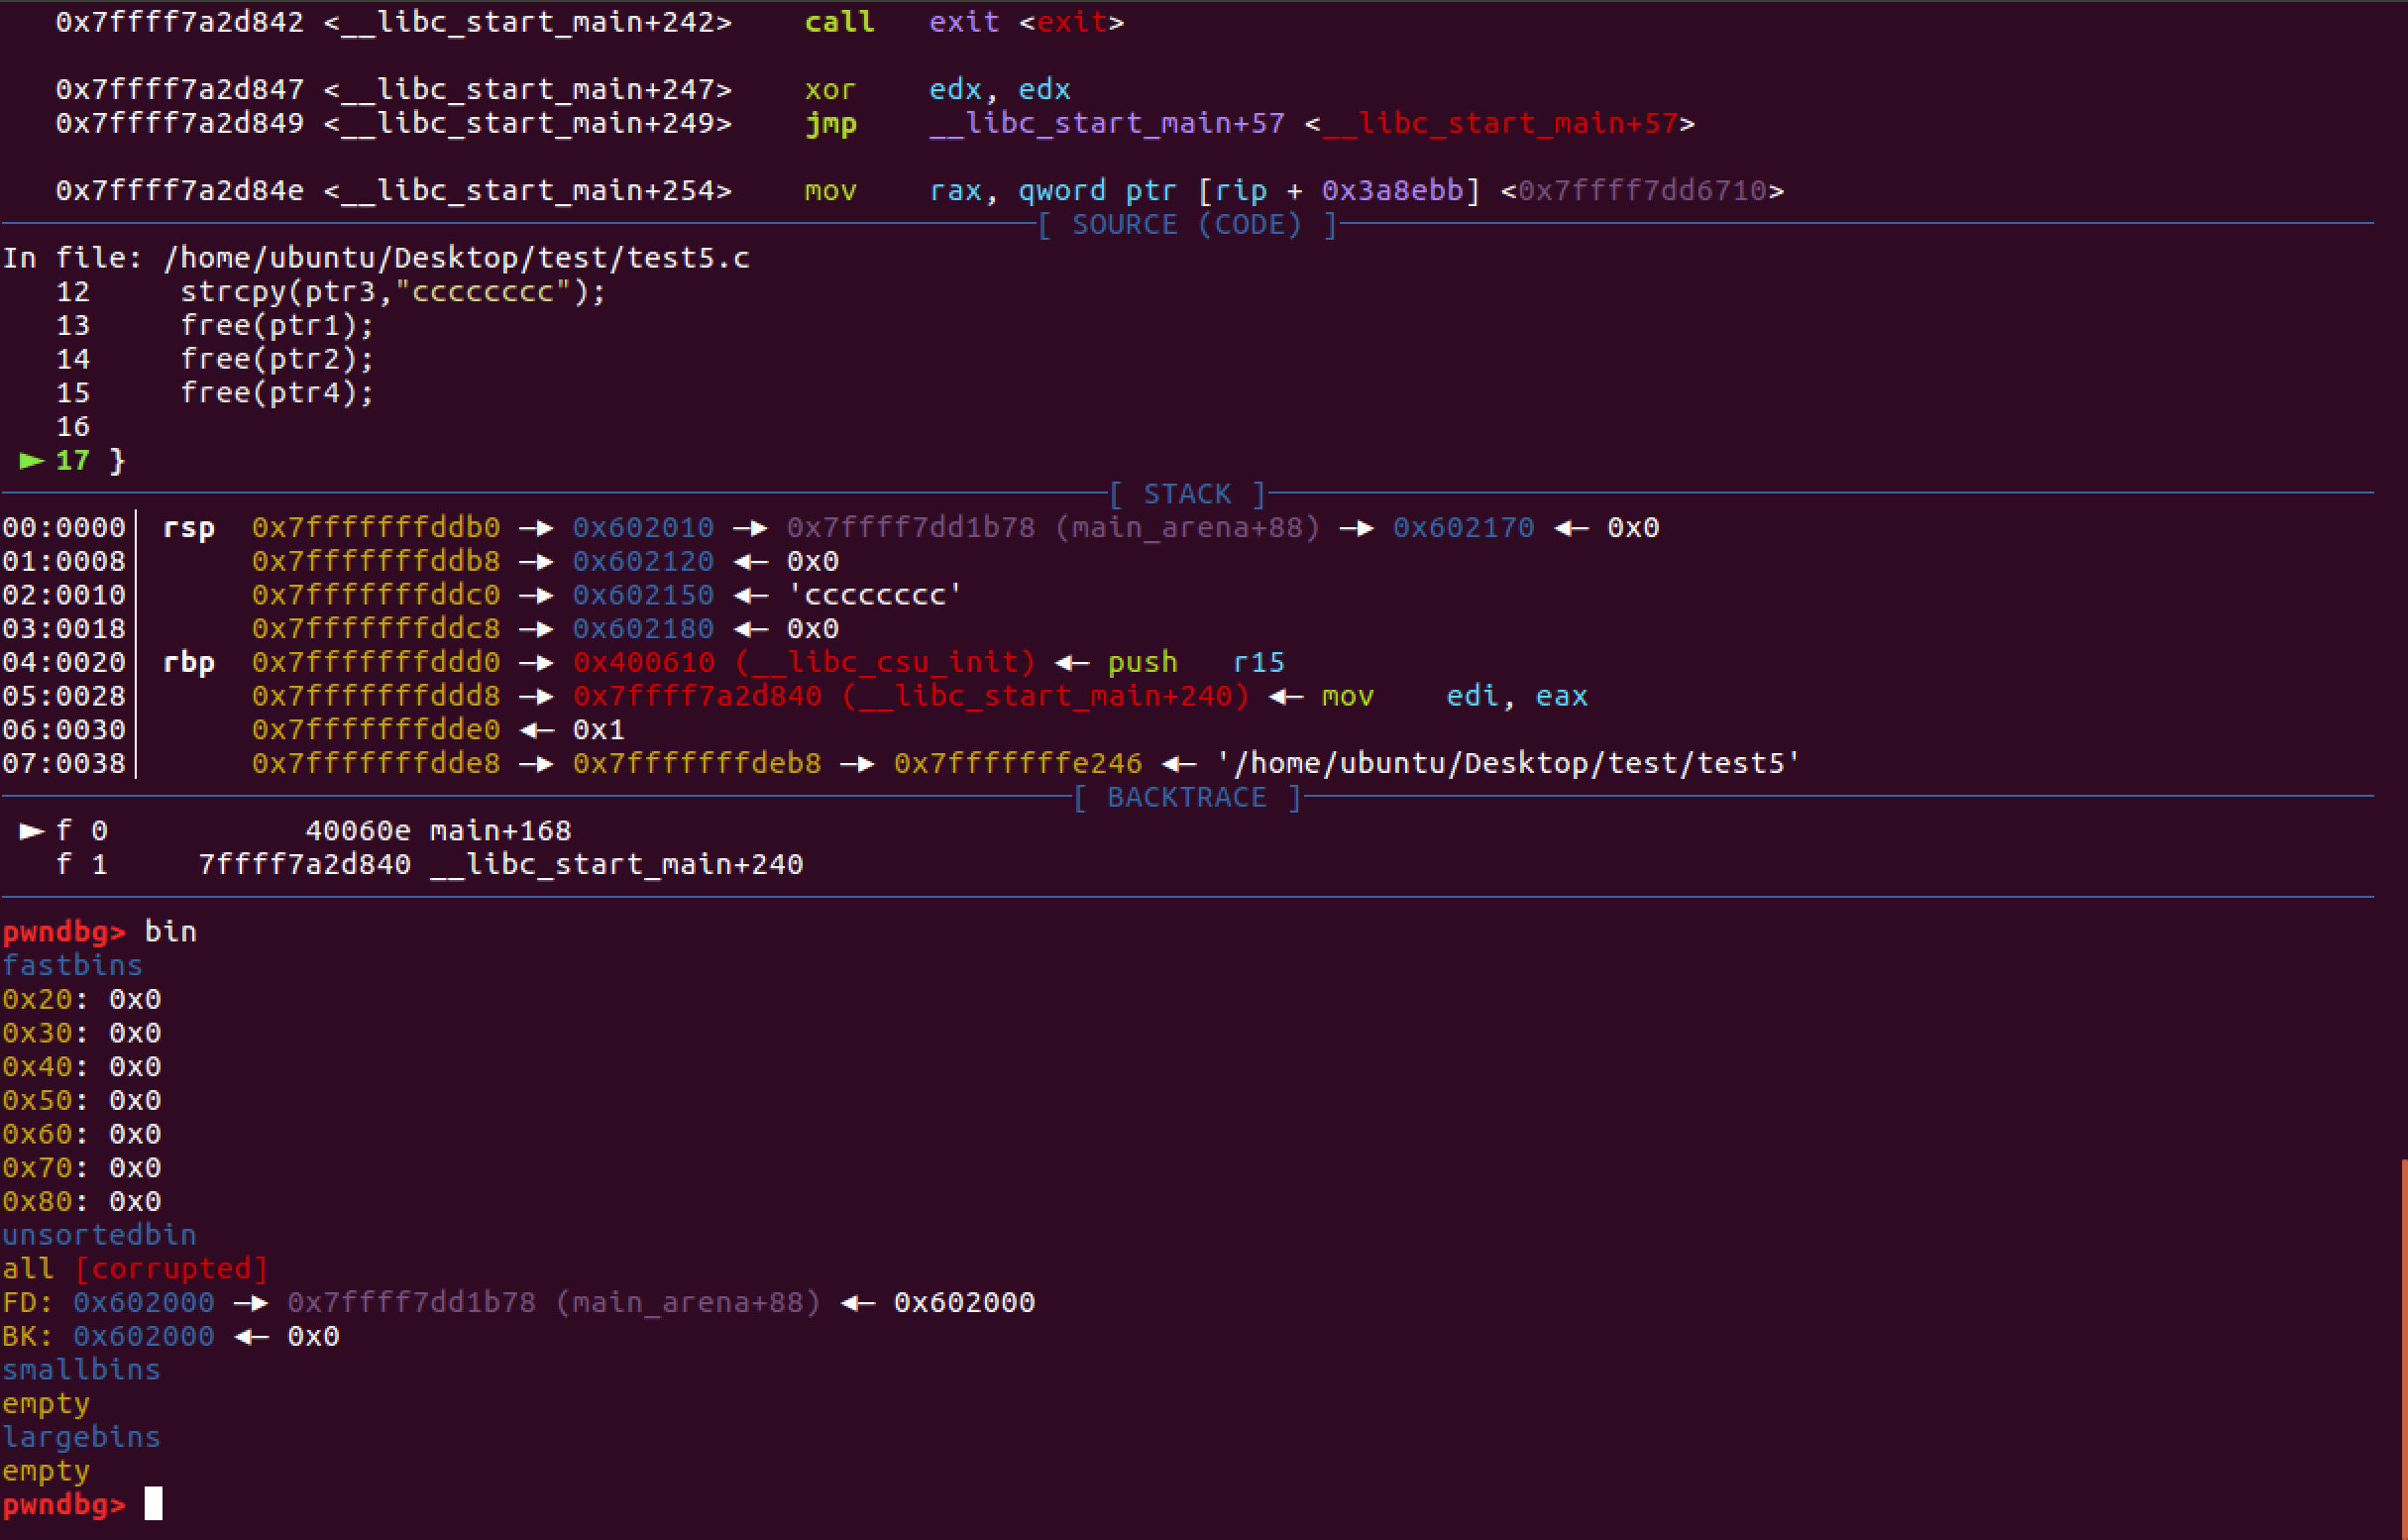 0x7ffff7a2d842 <__libc_start_main+242>    call   exit <exit>
0x7ffff7a2d847 <__libc_start_main+247>    xor    edx, edx
0x7ffff7a2d849 <__libc_start_main+249>    jmp    __libc_start_main+57 <__libc_start_main+57>
0x7ffff7a2d84e <__libc_start_main+254>    mov    rax, qword ptr [rip + 0x3a8ebb] <0x7ffff7dd6710>
[ SOURCE (CODE) ]
In file: /home/ubuntu/Desktop/test/test5.c
12     strcpy(ptr3,"cccccccc");
13     free(ptr1);
14     free(ptr2);
15     free(ptr4);
16
► 17 }
[ STACK ]
00:0000│ rsp  0x7fffffffddb0 —▸ 0x602010 —▸ 0x7ffff7dd1b78 (main_arena+88) —▸ 0x602170 ◂— 0x0
01:0008│      0x7fffffffddb8 —▸ 0x602120 ◂— 0x0
02:0010│      0x7fffffffddc0 —▸ 0x602150 ◂— 'cccccccc'
03:0018│      0x7fffffffddc8 —▸ 0x602180 ◂— 0x0
04:0020│ rbp  0x7fffffffddd0 —▸ 0x400610 (__libc_csu_init) ◂— push   r15
05:0028│      0x7fffffffddd8 —▸ 0x7ffff7a2d840 (__libc_start_main+240) ◂— mov    edi, eax
06:0030│      0x7fffffffdde0 ◂— 0x1
07:0038│      0x7fffffffdde8 —▸ 0x7fffffffdeb8 —▸ 0x7fffffffe246 ◂— '/home/ubuntu/Desktop/test/test5'
[ BACKTRACE ]
► f 0           40060e main+168
f 1     7ffff7a2d840 __libc_start_main+240
pwndbg> bin
fastbins
0x20: 0x0
0x30: 0x0
0x40: 0x0
0x50: 0x0
0x60: 0x0
0x70: 0x0
0x80: 0x0
unsortedbin
all [corrupted]
FD: 0x602000 —▸ 0x7ffff7dd1b78 (main_arena+88) ◂— 0x602000
BK: 0x602000 ◂— 0x0
smallbins
empty
largebins
empty
pwndbg>